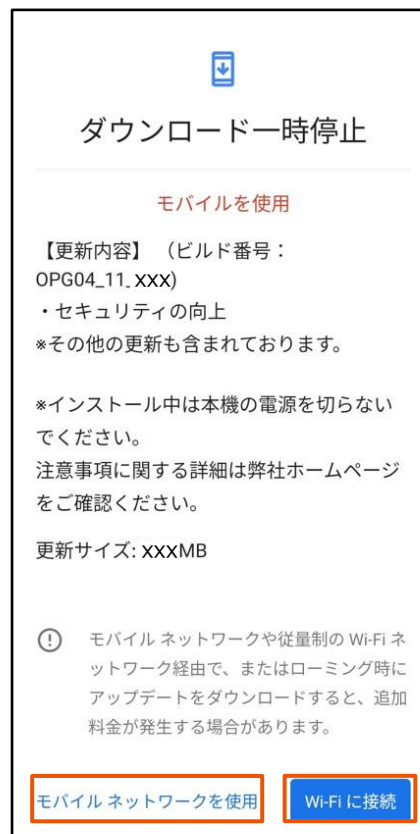 ダウンロード一時停止
モバイルを使用
【更新内容】 （ビルド番号：
OPG04_11_XXX)
・セキュリティの向上
※その他の更新も含まれております。
※インストール中は本機の電源を切らない
でください。
注意事項に関する詳細は弊社ホームページ
をご確認ください。
更新サイズ: XXXMB
モバイル ネットワークや従量制の Wi-Fi ネ
ットワーク経由で、またはローミング時に
アップデートをダウンロードすると、追加
料金が発生する場合があります。
モバイル ネットワークを使用
Wi-Fi に接続